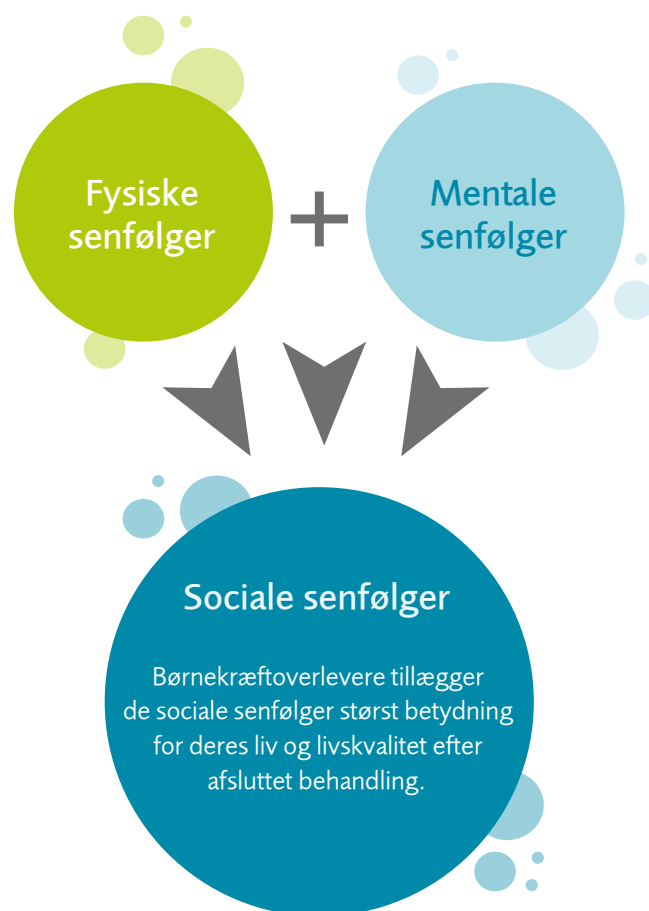 Fysiske
senfølger
+
Mentale
senfølger
Sociale senfølger
Børnekræftoverlevere tillægger
de sociale senfølger størst betydning
for deres liv og livskvalitet efter
afsluttet behandling.